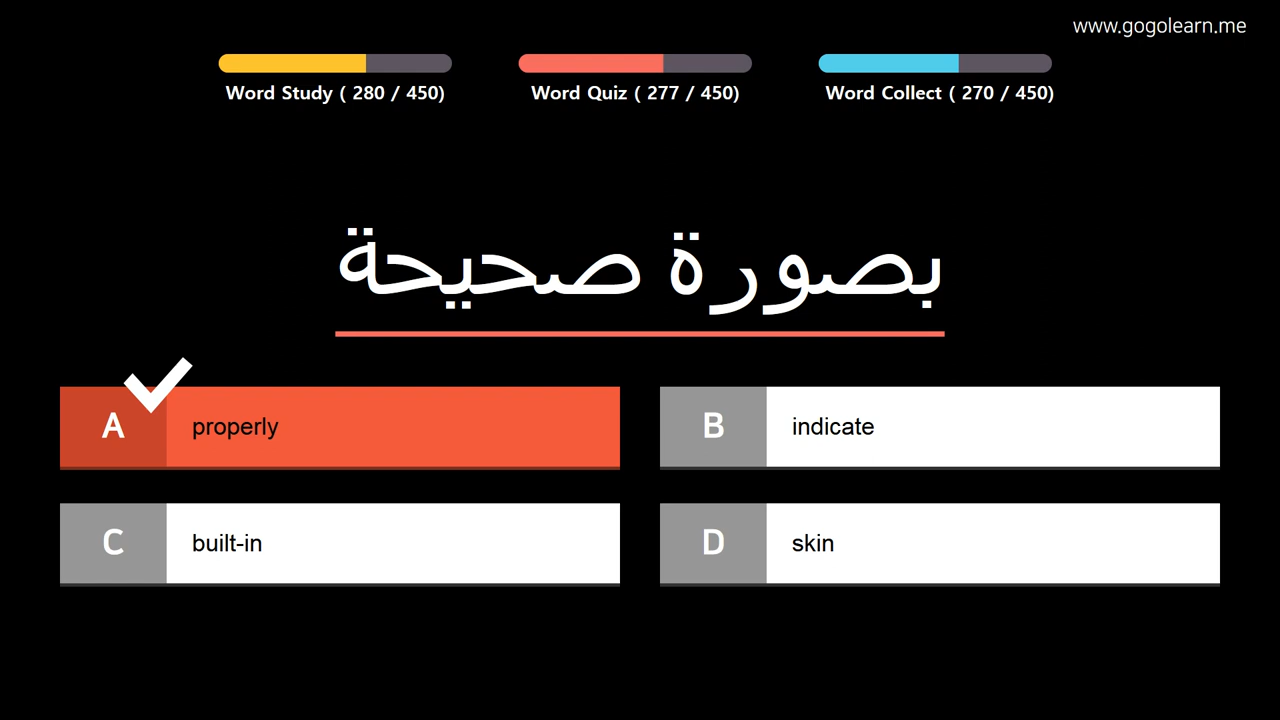 www.gogolearn.me
Word Study ( 280 / 450)
Word Quiz ( 277 / 450)
Word Collect ( 270 / 450)
بصورة صحيحة
A properly
B indicate
C built-in
D skin